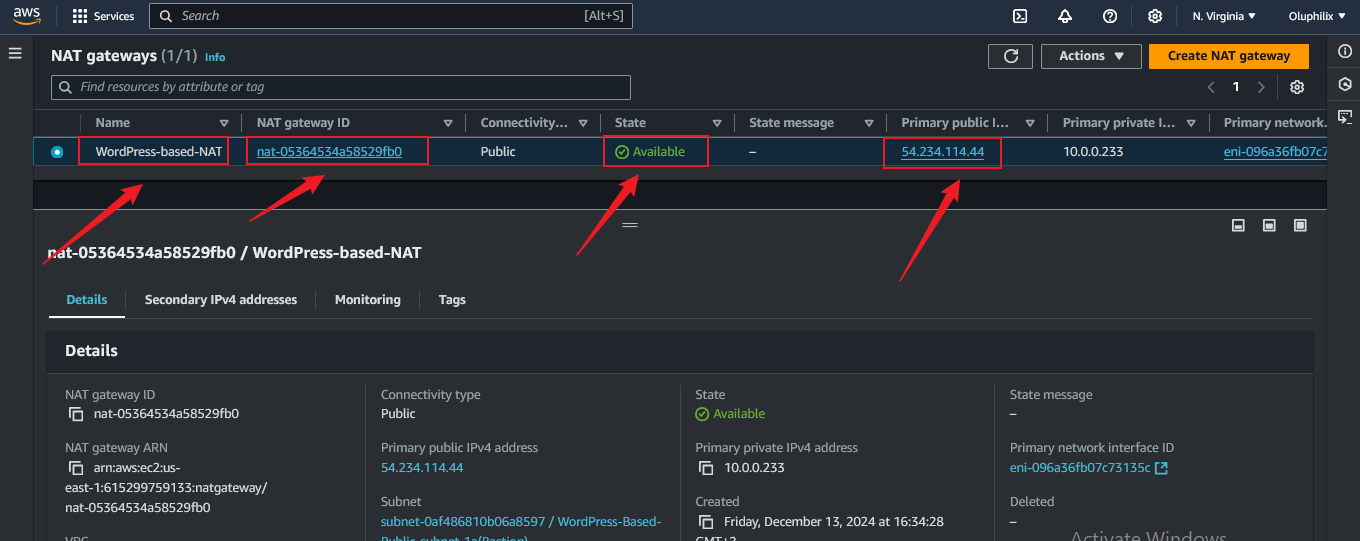 aws Services Search [Alt+S] N. Virginia Oluphilix
NAT gateways (1/1) Info Actions Create NAT gateway
Find resources by attribute or tag 1
Name NAT gateway ID Connectivity... State State message Primary public I... Primary private I... Primary network.
WordPress-based-NAT nat-05364534a58529fb0 Public Available – 54.234.114.44 10.0.0.233 eni-096a36fb07c7
nat-05364534a58529fb0 / WordPress-based-NAT
Details Secondary IPv4 addresses Monitoring Tags
Details
NAT gateway ID Connectivity type State State message
nat-05364534a58529fb0 Public Available –
NAT gateway ARN Primary public IPv4 address Primary private IPv4 address Primary network interface ID
arn:aws:ec2:us- 54.234.114.44 10.0.0.233 eni-096a36fb07c73135c
east-1:615299759133:natgateway/ Subnet Created Deleted
nat-05364534a58529fb0 subnet-0af486810b06a8597 / WordPress-Based- Friday, December 13, 2024 at 16:34:28 –
VPC Public-subnet-1a(Bastion) Activate Windows